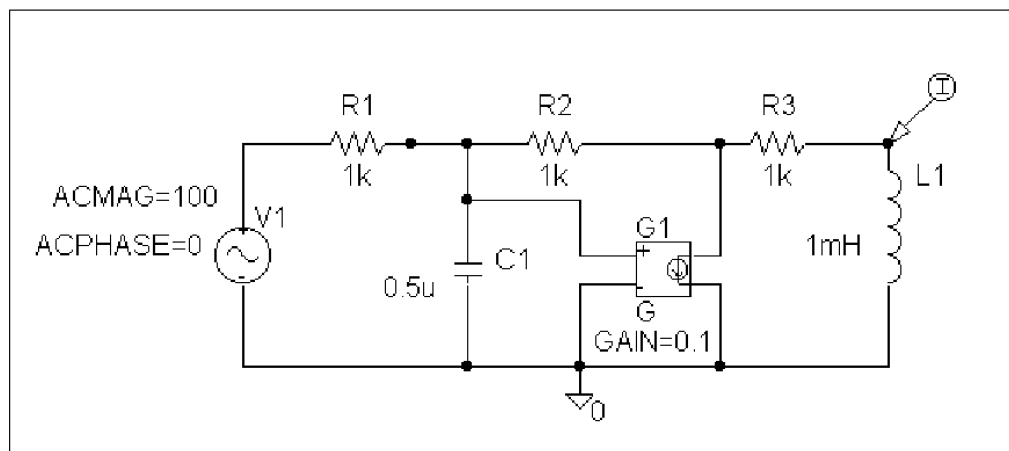 R1
1k
R2
1k
R3
1k
I
L1
1mH
ACMAG=100
ACPHASE=0
V1
+
-
C1
0.5u
G1
+
-
G
GAIN=0.1
0